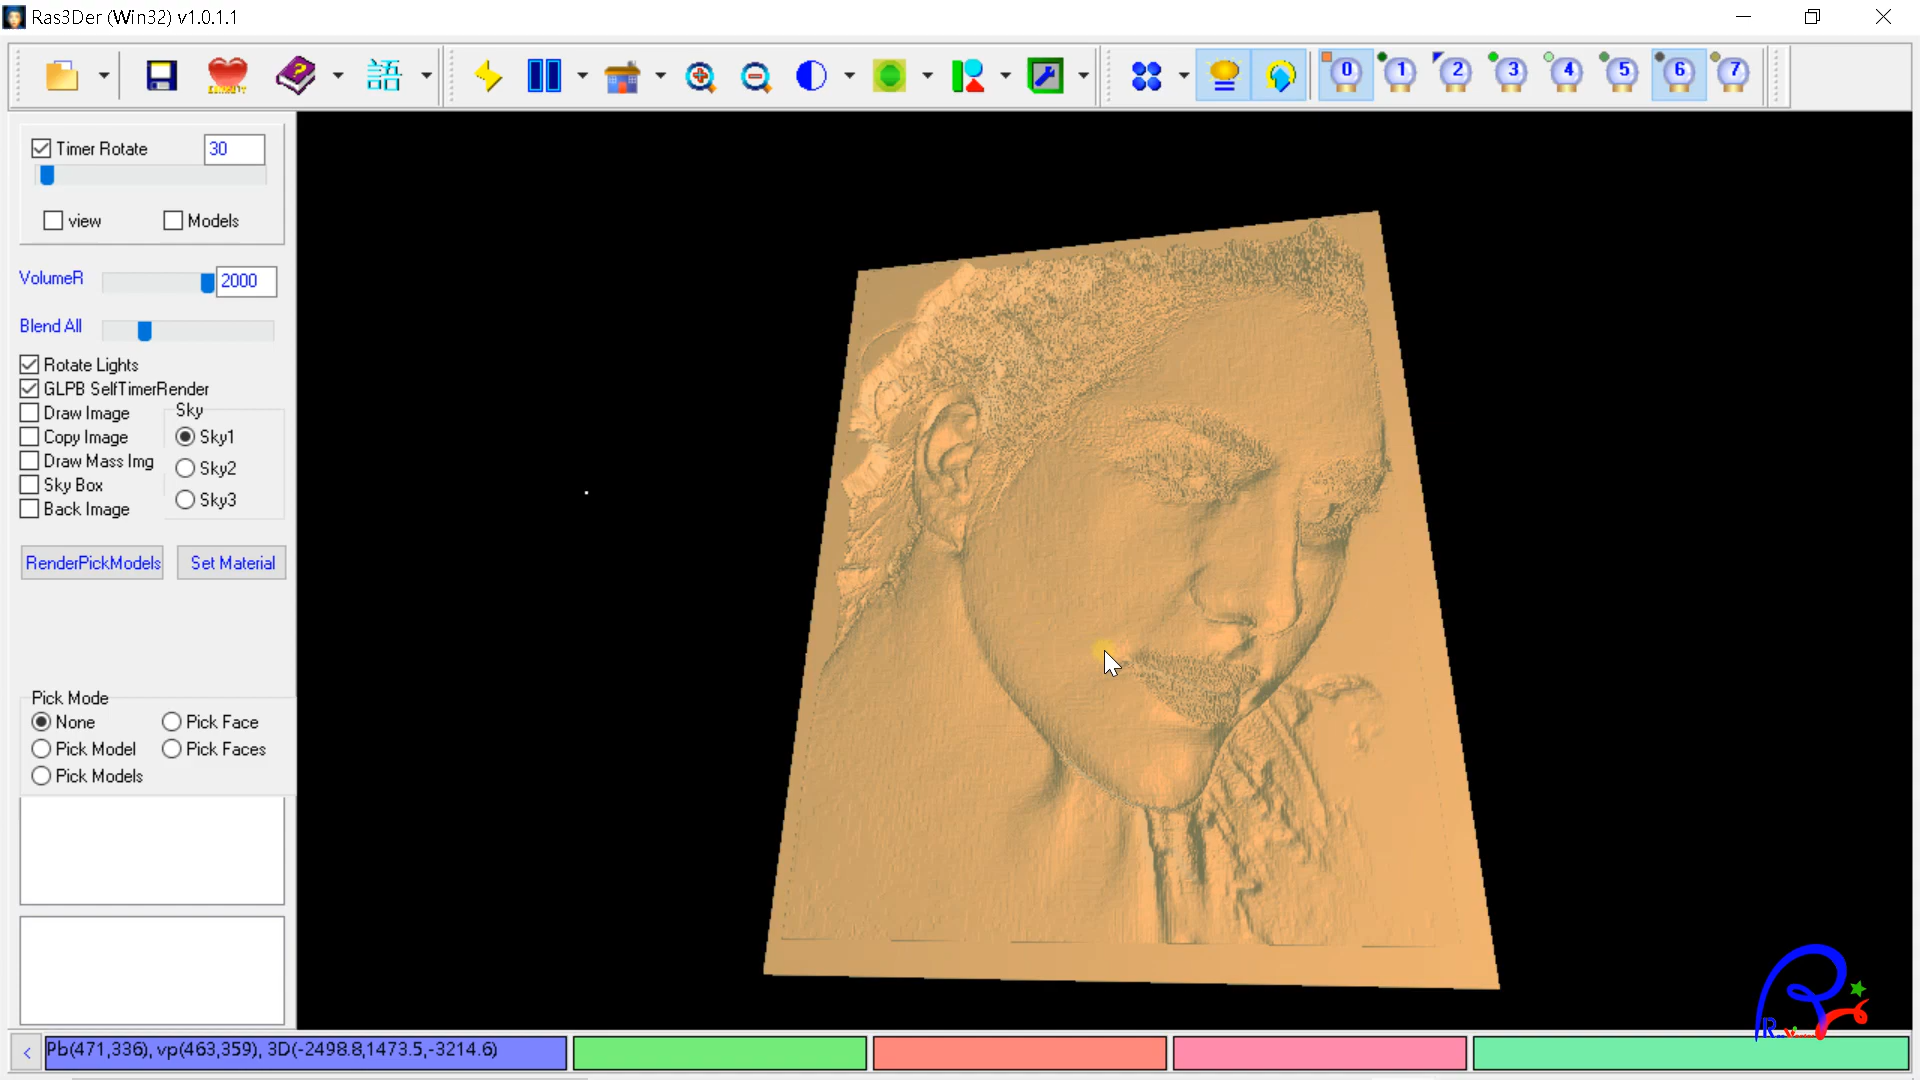 Ras3Der (Win32) v1.0.1.1
語
0 1 2 3 4 5 6 7
Timer Rotate 30
view Models
VolumeR 2000
Blend All
Rotate Lights
GLPB SelfTimerRender
Draw Image Sky
Copy Image Sky1
Draw Mass Img Sky2
Sky Box Sky3
Back Image
RenderPickModels Set Material
Pick Mode
None Pick Face
Pick Model Pick Faces
Pick Models
< Pb(471,336), vp(463,359), 3D(-2498.8,1473.5,-3214.6)